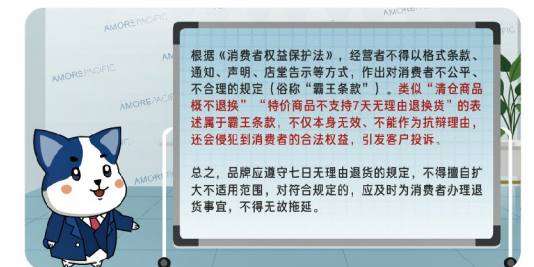 AMOREPACIFIC
AMOREPACIFIC
AMOREPACIFIC
AMOREPACIFIC
根据《消费者权益保护法》，经营者不得以格式条款、
通知、声明、店堂告示等方式，作出对消费者不公平、
不合理的规定（俗称“霸王条款”）。类似“清仓商品
概不退换”“特价商品不支持7天无理由退换货”的表
述属于霸王条款，不仅本身无效、不能作为抗辩理由，
还会侵犯到消费者的合法权益，引发客户投诉。
总之，品牌应遵守七日无理由退货的规定，不得擅自扩
大不适用范围，对符合规定的，应及时为消费者办理退
货事宜，不得无故拖延。